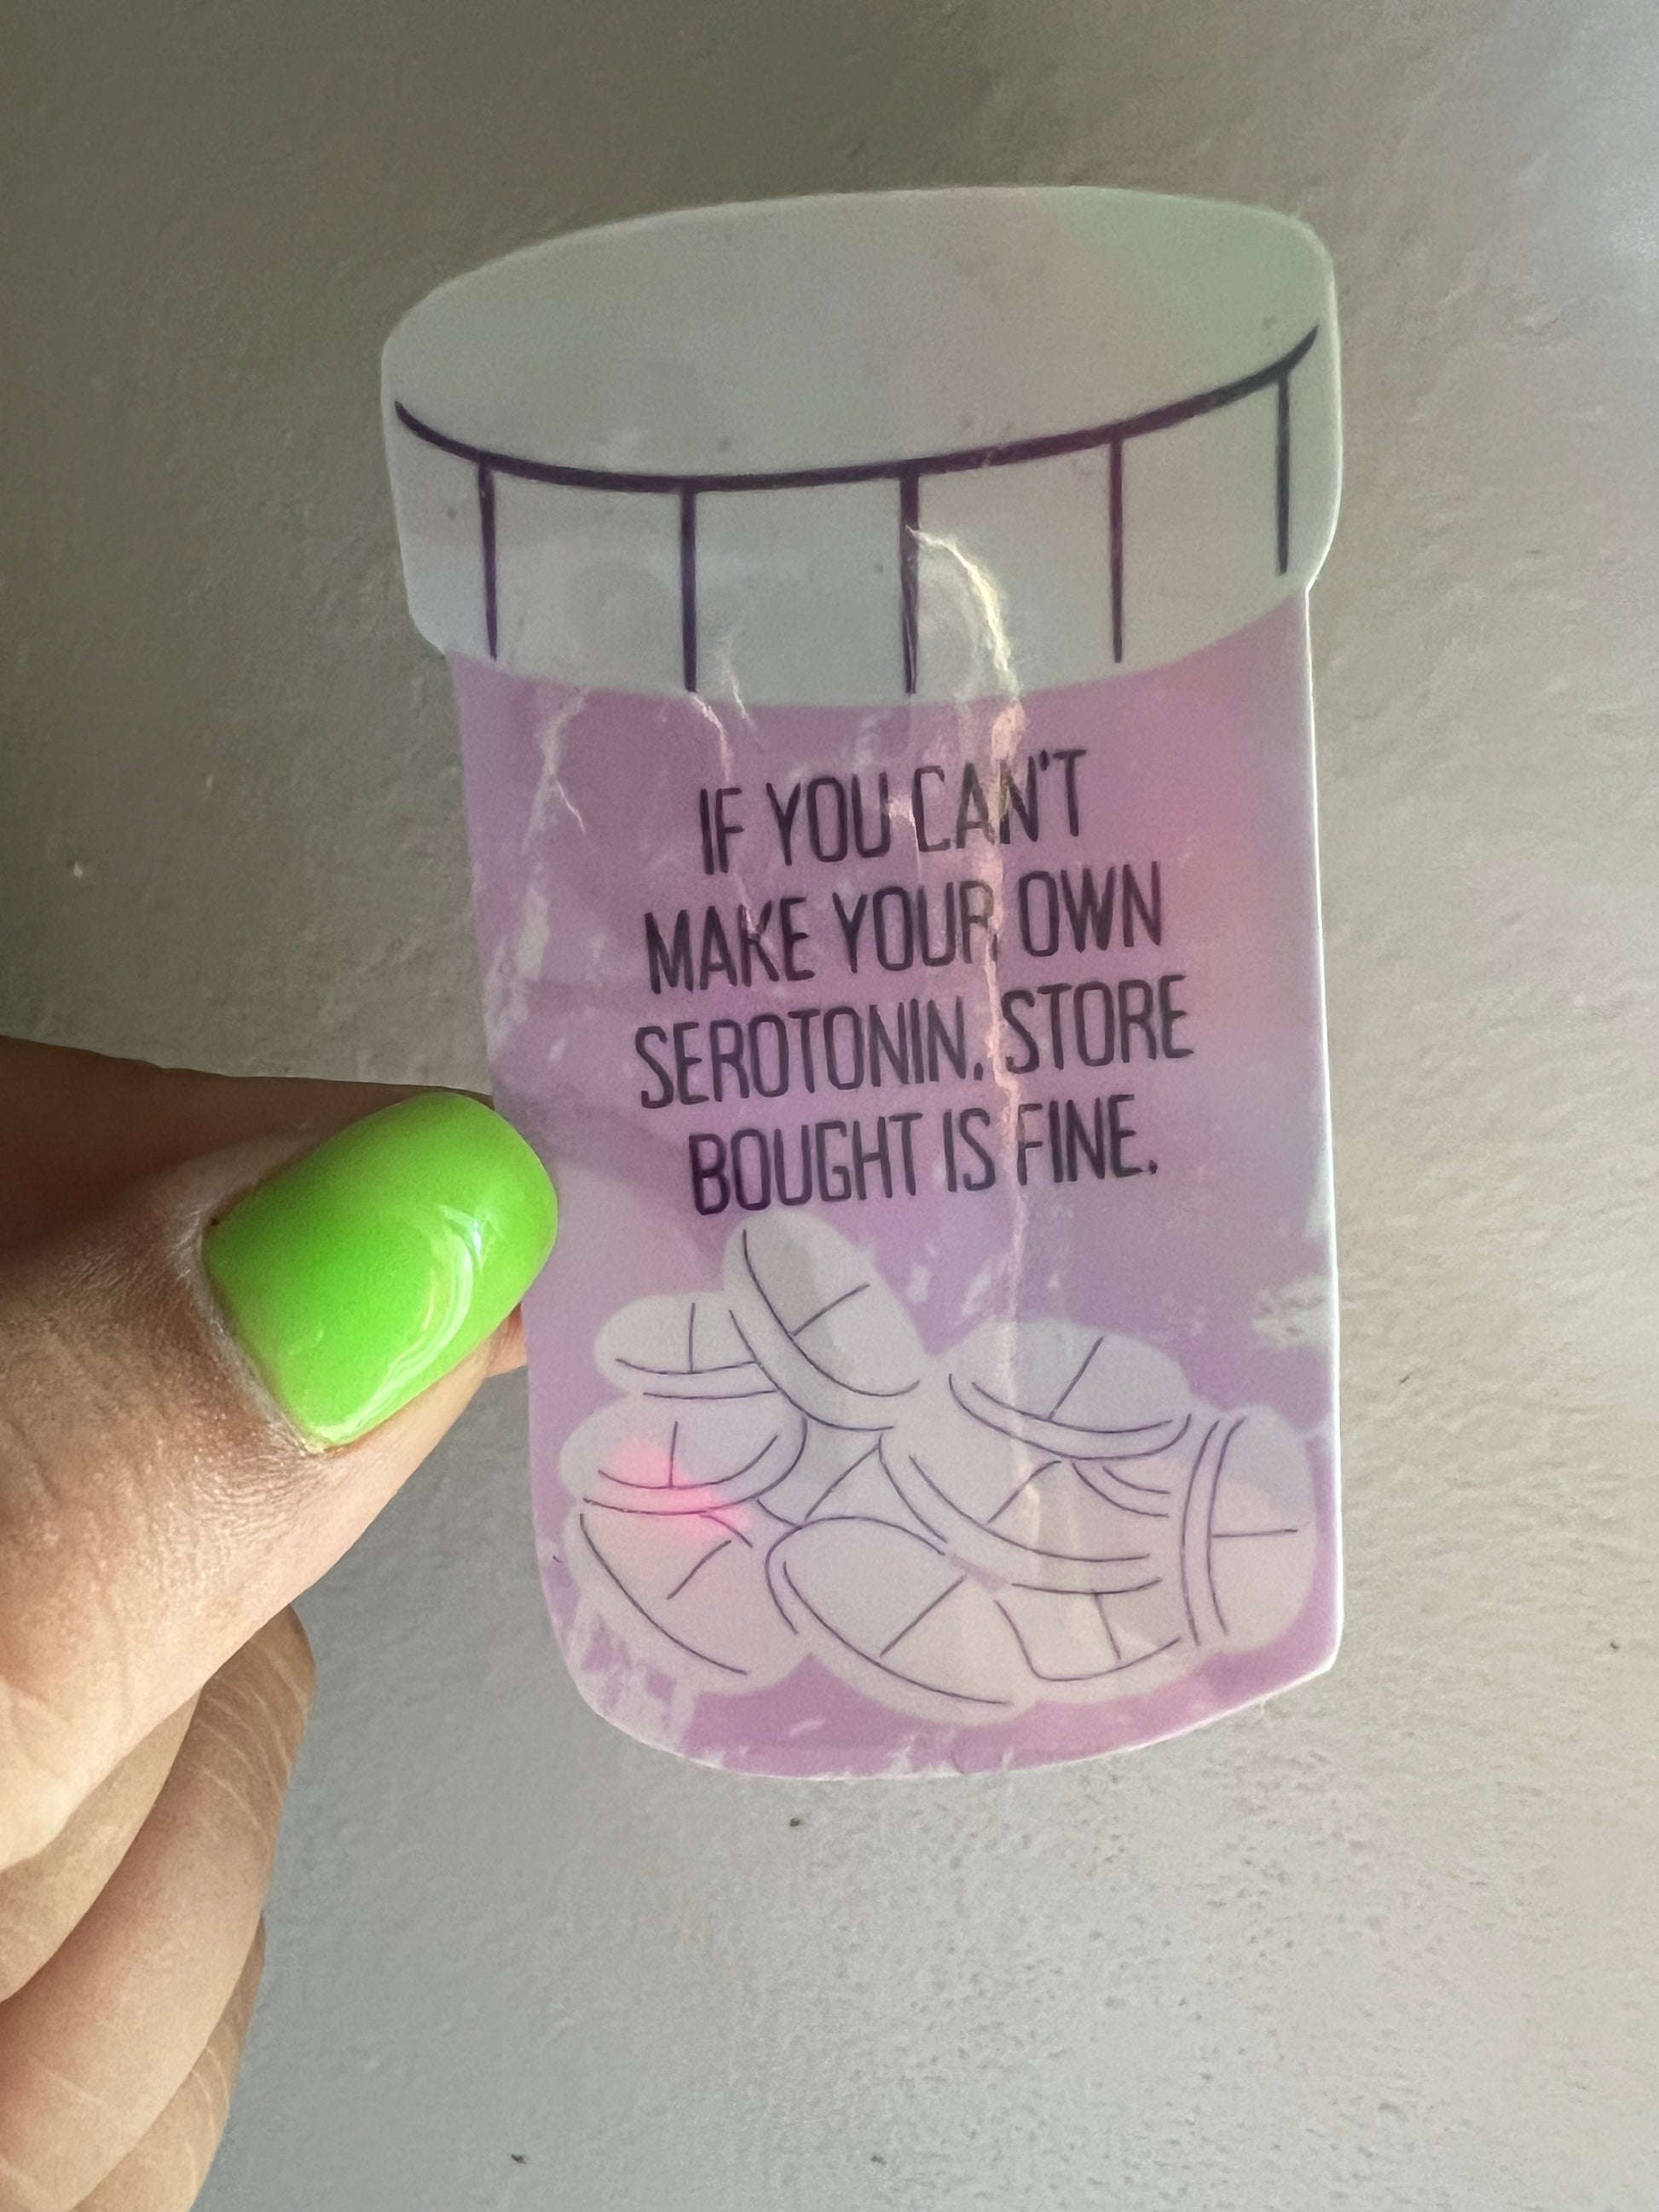 IF YOU CAN'T
MAKE YOUR OWN
SEROTONIN, STORE
BOUGHT IS FINE.